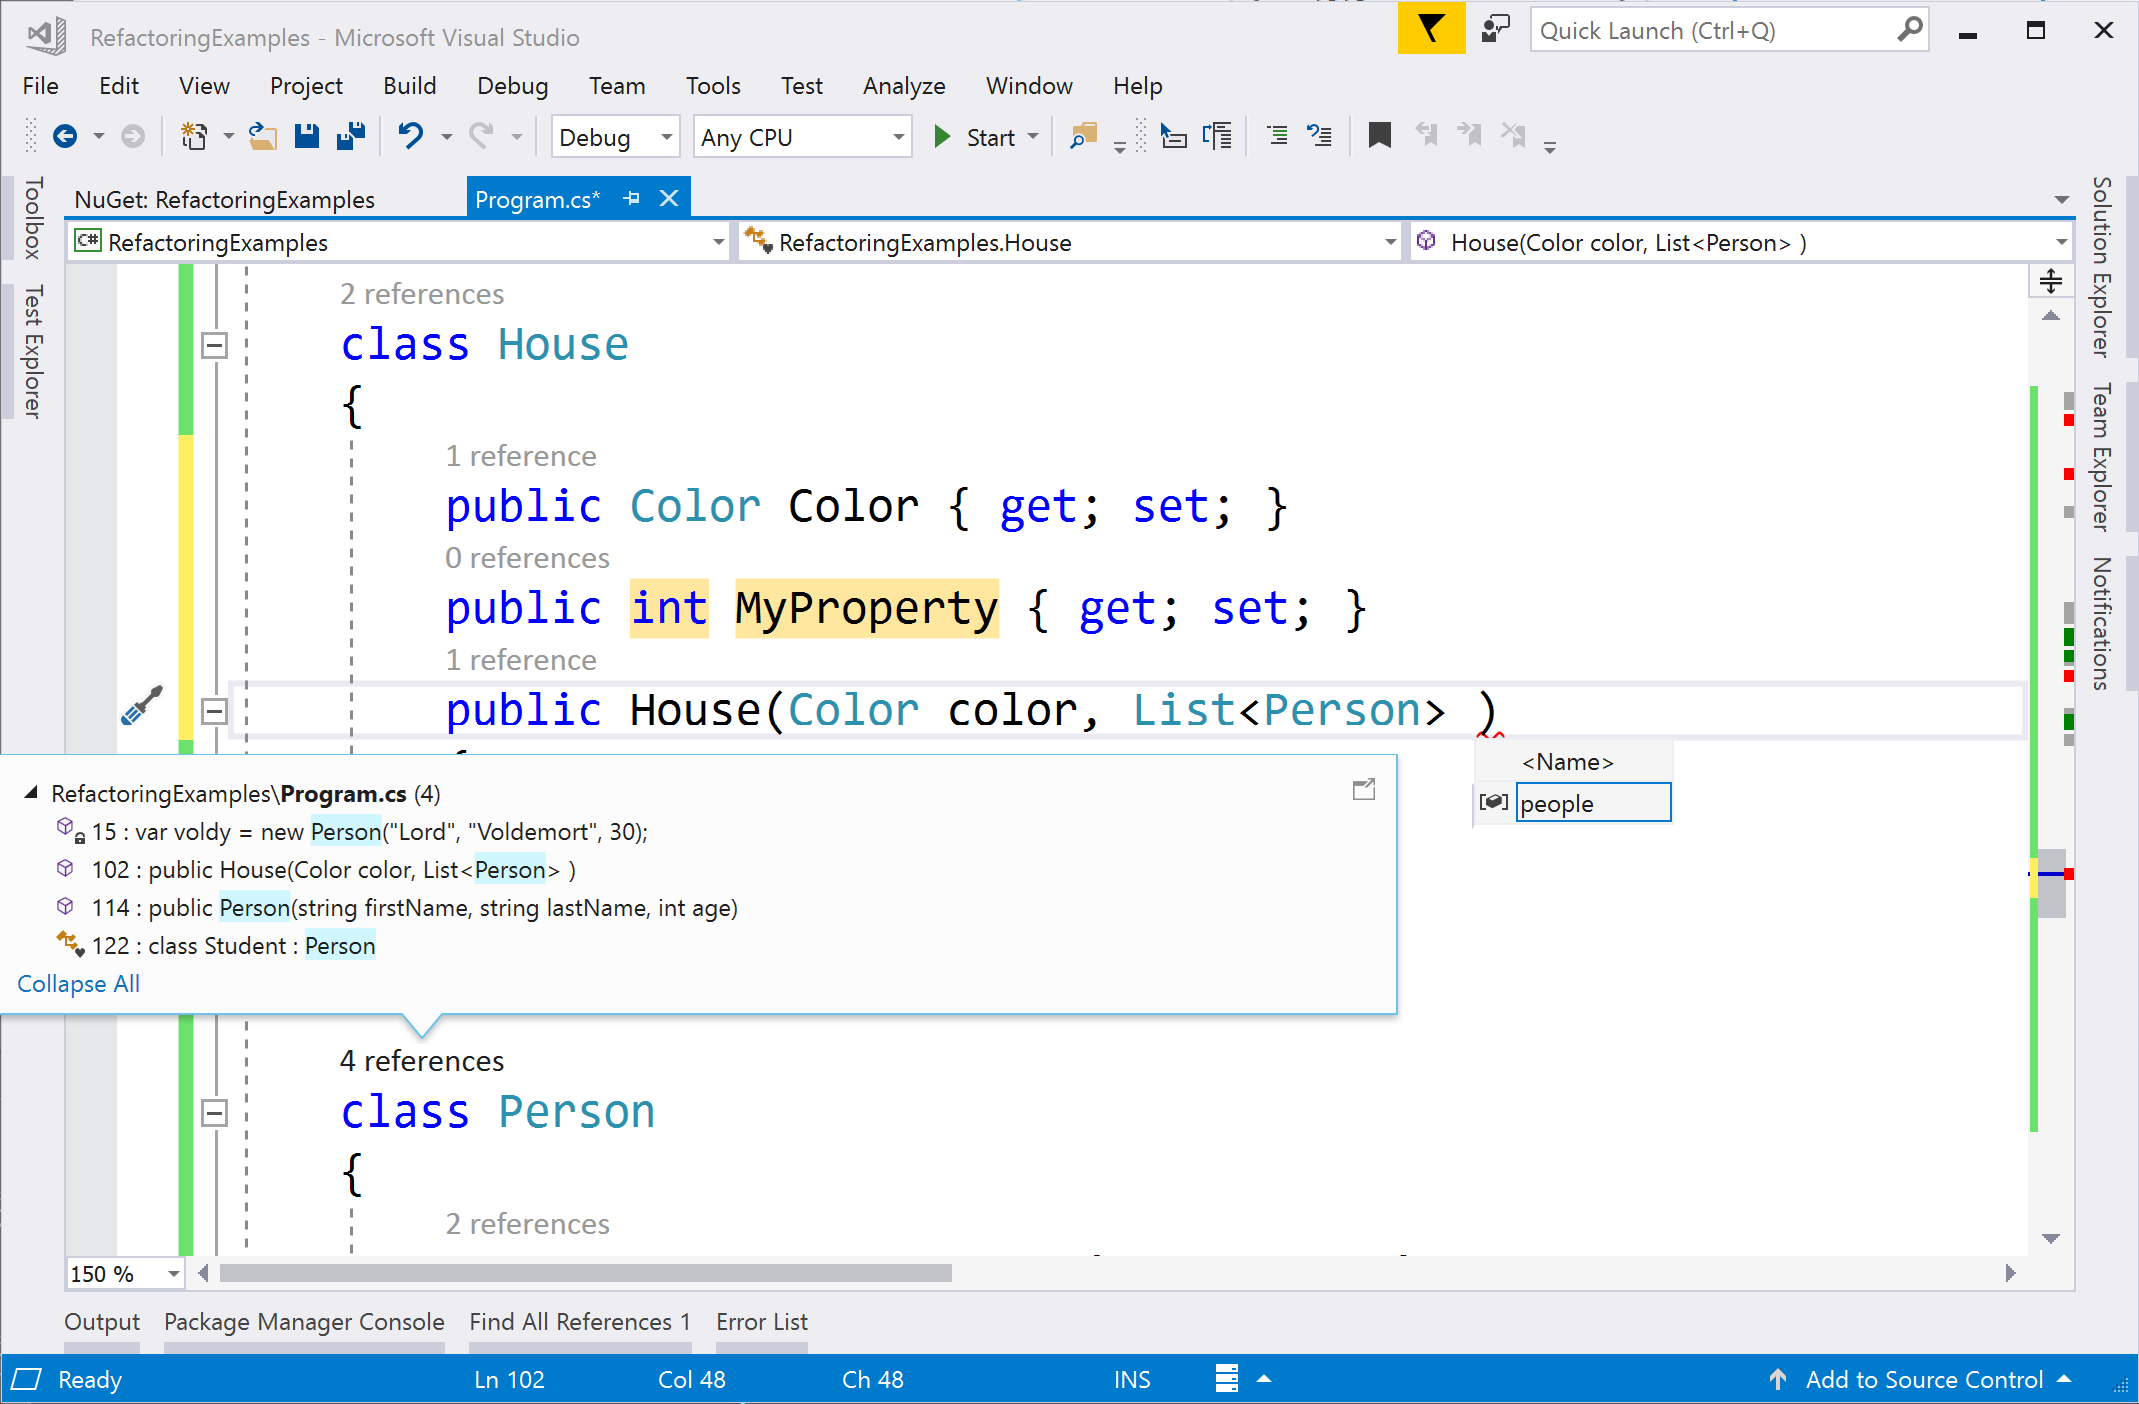 RefactoringExamples - Microsoft Visual Studio
Quick Launch (Ctrl+Q)
File Edit View Project Build Debug Team Tools Test Analyze Window Help
Debug Any CPU Start
Toolbox
Test Explorer
NuGet: RefactoringExamples Program.cs*
C# RefactoringExamples RefactoringExamples.House House(Color color, List<Person> )
2 references
class House
{
1 reference
public Color Color { get; set; }
0 references
public int MyProperty { get; set; }
1 reference
public House(Color color, List<Person> )
<Name>
people
RefactoringExamples\Program.cs (4)
15 : var voldy = new Person("Lord", "Voldemort", 30);
102 : public House(Color color, List<Person> )
114 : public Person(string firstName, string lastName, int age)
122 : class Student : Person
Collapse All
4 references
class Person
{
2 references
150 %
Solution Explorer
Team Explorer
Notifications
Output Package Manager Console Find All References 1 Error List
Ready Ln 102 Col 48 Ch 48 INS Add to Source Control